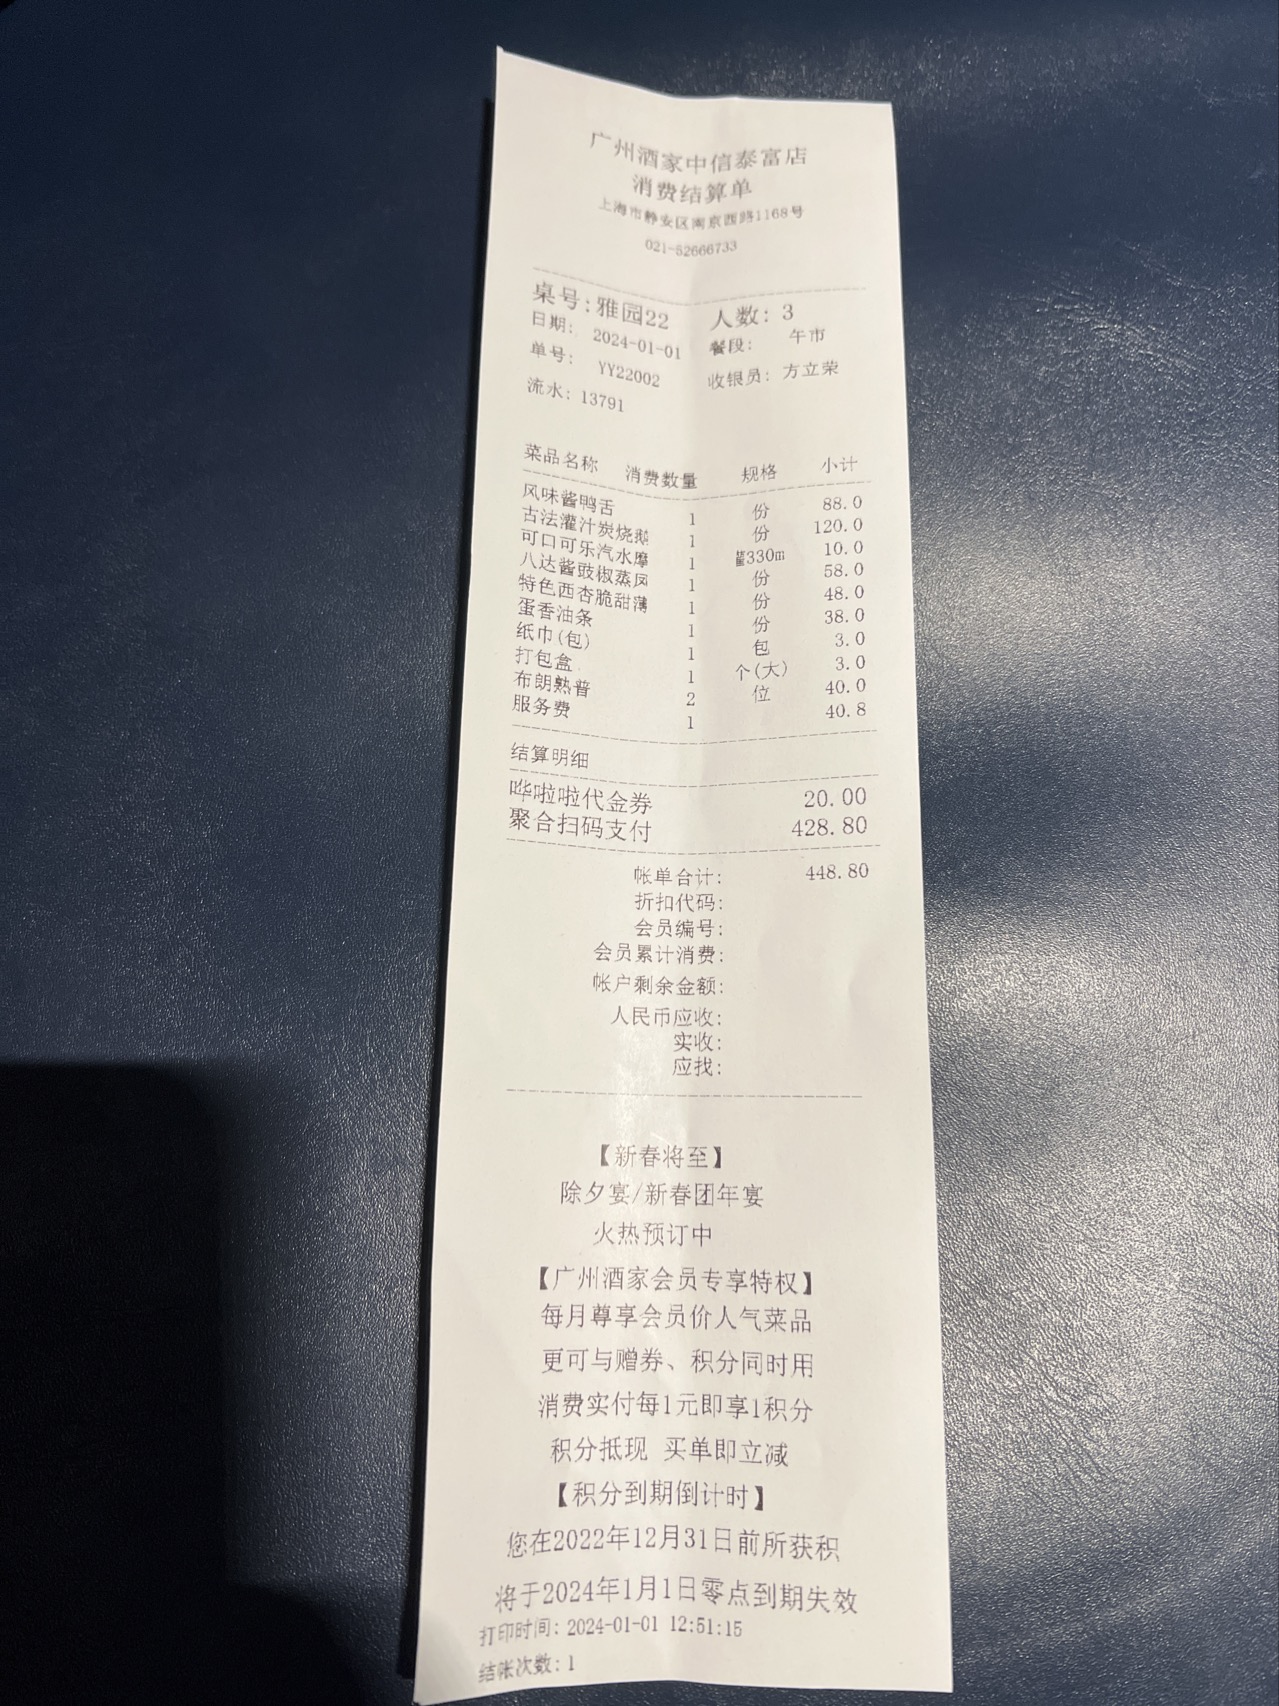 广州酒家中信泰富店
消费结算单
上海市静安区南京西路1168号
021-52666733
桌号:雅园22 人数: 3
日期: 2024-01-01 餐段: 午市
单号: YY22002 收银员: 方立荣
流水: 13791
菜品名称 消费数量 规格 小计
风味酱鸭舌 1 份 88.0
古法灌汁炭烧鹅 1 份 120.0
可口可乐汽水摩 1 330m 10.0
八达酱豉椒蒸凤 1 份 58.0
特色西杏脆甜薄 1 份 48.0
蛋香油条 1 份 38.0
纸巾(包) 1 包 3.0
打包盒 1 个(大) 3.0
布朗熟普 2 位 40.0
服务费 1 40.8
结算明细
哗啦啦代金券 20.00
聚合扫码支付 428.80
帐单合计: 448.80
折扣代码:
会员编号:
会员累计消费:
帐户剩余金额:
人民币应收:
实收:
应找:
【新春将至】
除夕宴/新春团年宴
火热预订中
【广州酒家会员专享特权】
每月尊享会员价人气菜品
更可与赠券、积分同时用
消费实付每1元即享1积分
积分抵现 买单即立减
【积分到期倒计时】
您在2022年12月31日前所获积
将于2024年1月1日零点到期失效
打印时间: 2024-01-01 12:51:15
结帐次数: 1